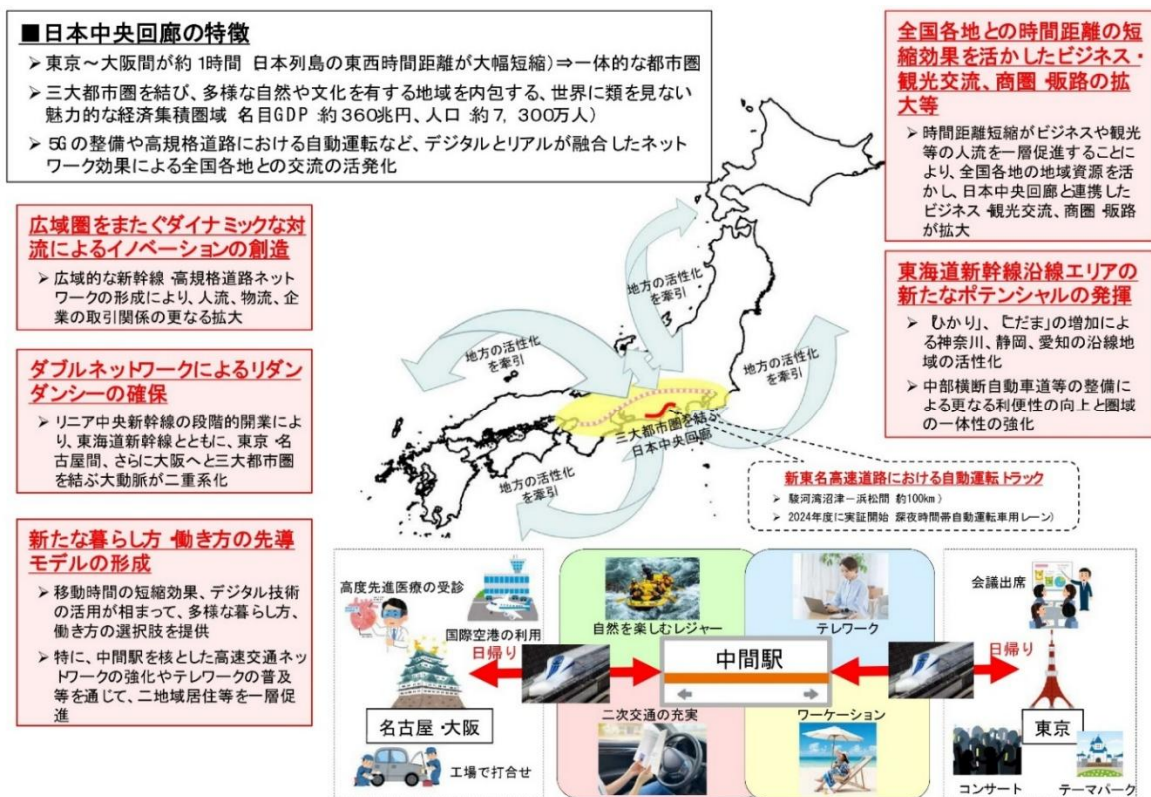 ■日本中央回廊の特徴
➢ 東京～大阪間が約1時間 日本列島の東西時間距離が大幅短縮)⇒一体的な都市圏
➢ 三大都市圏を結び、多様な自然や文化を有する地域を内包する、世界に類を見ない
魅力的な経済集積圏域 名目GDP:約360兆円、人口:約7,300万人)
➢ 5Gの整備や高規格道路における自動運転など、デジタルとリアルが融合したネット
ワーク効果による全国各地との交流の活発化
広域圏をまたぐダイナミックな対
流によるイノベーションの創造
➢ 広域的な新幹線・高規格道路ネット
ワークの形成により、人流、物流、企
業の取引関係の更なる拡大
ダブルネットワークによるリダン
ダンシーの確保
➢ リニア中央新幹線の段階的開業によ
り、東海道新幹線とともに、東京・名
古屋間、さらに大阪へと三大都市圏
を結ぶ大動脈が二重系化
新たな暮らし方・働き方の先導
モデルの形成
➢ 移動時間の短縮効果、デジタル技術
の活用が相まって、多様な暮らし方、
働き方の選択肢を提供
➢ 特に、中間駅を核とした高速交通ネッ
トワークの強化やテレワークの普及
等を通じて、二地域居住等を一層促
進
全国各地との時間距離の短
縮効果を活かしたビジネス・
観光交流、商圏・販路の拡
大等
➢ 時間距離短縮がビジネスや観光
等の人流を一層促進することに
より、全国各地の地域資源を活
かし、日本中央回廊と連携した
ビジネス・観光交流、商圏・販路
が拡大
東海道新幹線沿線エリアの
新たなポテンシャルの発揮
➢ 「ひかり」、「こだま」の増加によ
る神奈川、静岡、愛知の沿線地
域の活性化
➢ 中部横断自動車道等の整備に
よる更なる利便性の向上と圏域
の一体性の強化
地方の活性化
を牽引
地方の活性化
を牽引
地方の活性化
を牽引
地方の活性化
を牽引
三大都市圏を結ぶ
日本中央回廊
新東名高速道路における自動運転トラック
➢ 駿河湾沼津－浜松間 約100km)
➢ 2024年度に実証開始 深夜時間帯自動運転車用レーン)
高度先進医療の受診
国際空港の利用
日帰り
名古屋・大阪
工場で打合せ
自然を楽しむレジャー
テレワーク
中間駅
二次交通の充実
ワーケーション
会議出席
日帰り
東京
コンサート
テーマパーク